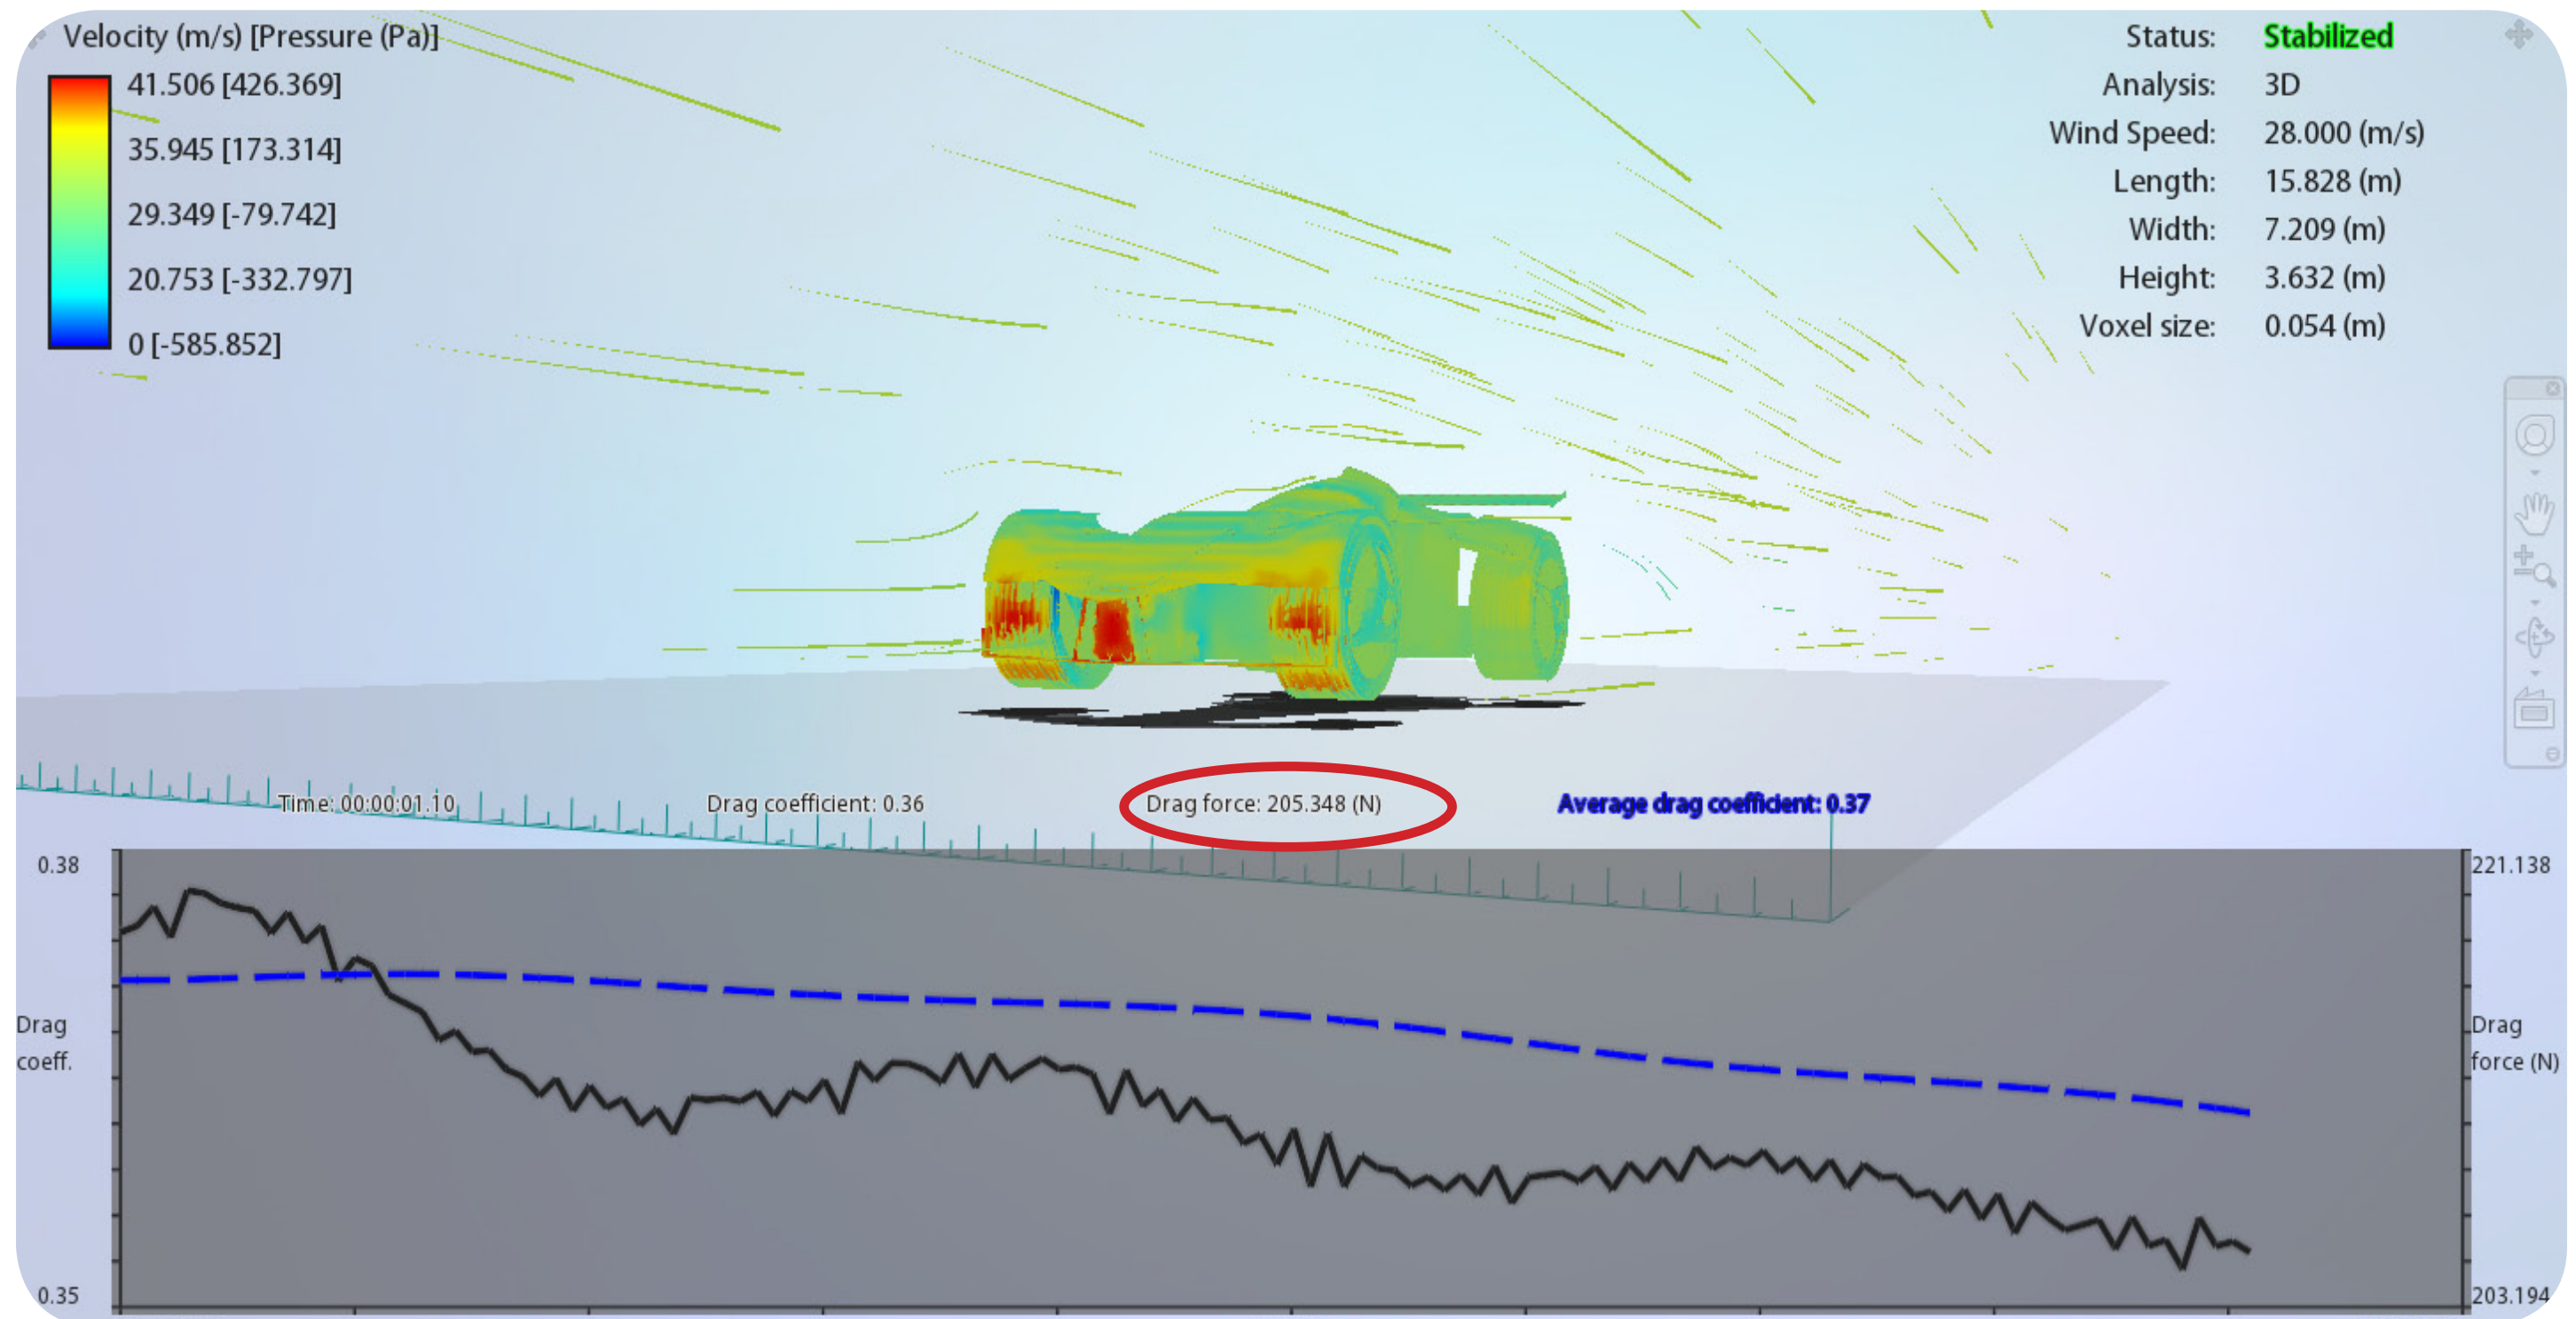 Velocity (m/s) [Pressure (Pa)]
41.506 [426.369]
35.945 [173.314]
29.349 [-79.742]
20.753 [-332.797]
0 [-585.852]
Status: Stabilized
Analysis: 3D
Wind Speed: 28.000 (m/s)
Length: 15.828 (m)
Width: 7.209 (m)
Height: 3.632 (m)
Voxel size: 0.054 (m)
Time: 00:00:01.10 Drag coefficient: 0.36 Drag force: 205.348 (N) Average drag coefficient: 0.37
0.38
Drag
coeff.
0.35
221.138
Drag
force (N)
203.194